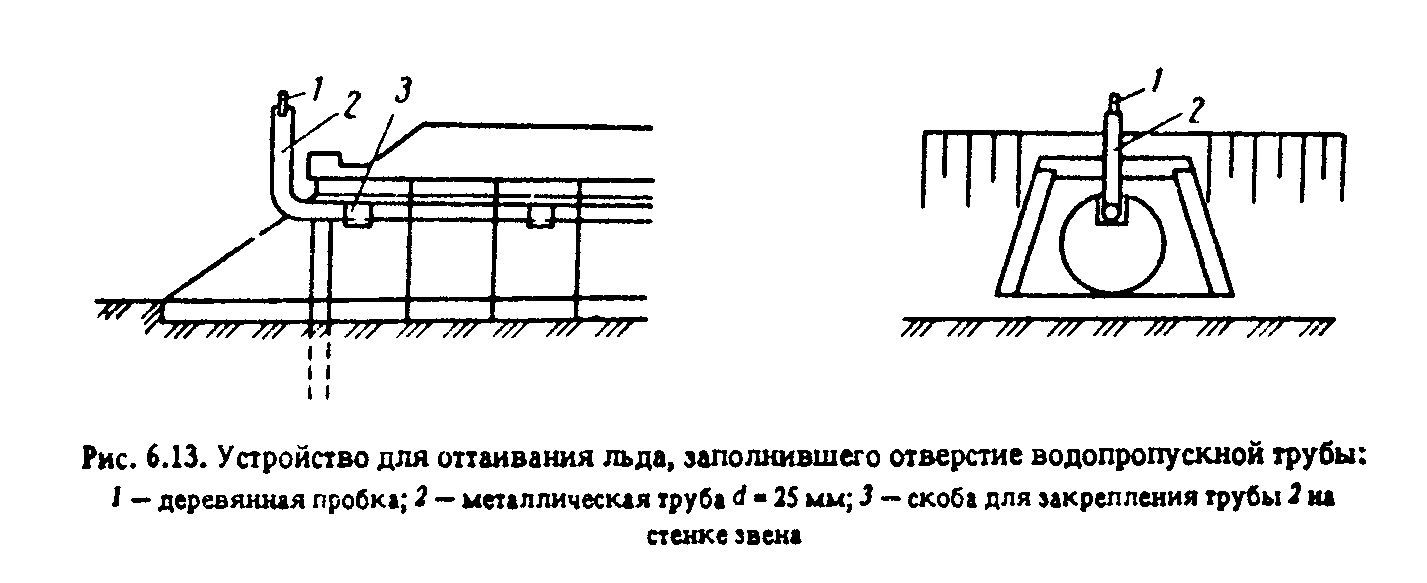 1
2
3
1
2
Рис. 6.13. Устройство для оттаивания льда, заполнившего отверстие водопропускной трубы:
1 — деревянная пробка; 2 — металлическая труба d = 25 мм; 3 — скоба для закрепления трубы 2 на
стенке звена